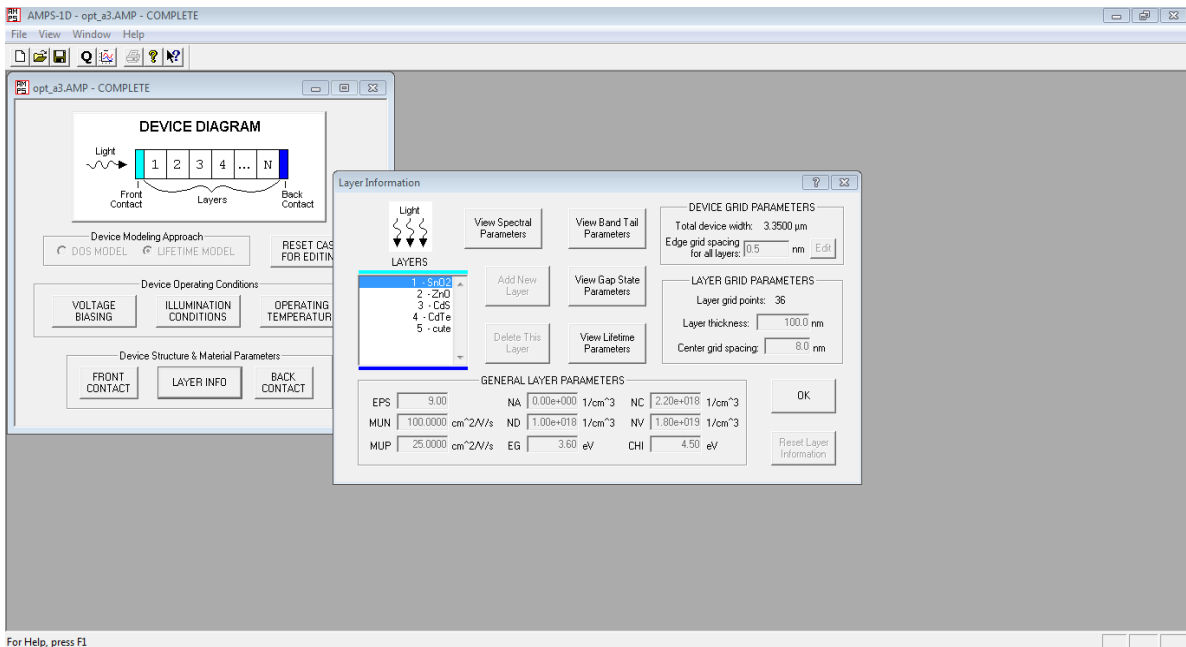 AMPS-1D - opt_a3.AMP - COMPLETE
File View Window Help
Q
opt_a3.AMP - COMPLETE
DEVICE DIAGRAM
Light
1 2 3 4 ... N
Front Contact
Layers
Back Contact
Device Modeling Approach
DOS MODEL LIFETIME MODEL
RESET CAS
FOR EDITIN
Device Operating Conditions
VOLTAGE BIASING
ILLUMINATION CONDITIONS
OPERATING TEMPERATUR
Device Structure & Material Parameters
FRONT CONTACT
LAYER INFO
BACK CONTACT
Layer Information
Light
LAYERS
1 - SnO2
2 - ZnO
3 - CdS
4 - CdTe
5 - cute
View Spectral Parameters
View Band Tail Parameters
Add New Layer
View Gap State Parameters
Delete This Layer
View Lifetime Parameters
DEVICE GRID PARAMETERS
Total device width: 3.3500 µm
Edge grid spacing for all layers: 0.5 nm Edit
LAYER GRID PARAMETERS
Layer grid points: 36
Layer thickness: 100.0 nm
Center grid spacing: 8.0 nm
GENERAL LAYER PARAMETERS
EPS 9.00 NA 0.00e+000 1/cm^3 NC 2.20e+018 1/cm^3
MUN 100.0000 cm^2/V/s ND 1.00e+018 1/cm^3 NV 1.80e+019 1/cm^3
MUP 25.0000 cm^2/V/s EG 3.60 eV CHI 4.50 eV
OK
Reset Layer Information
For Help, press F1